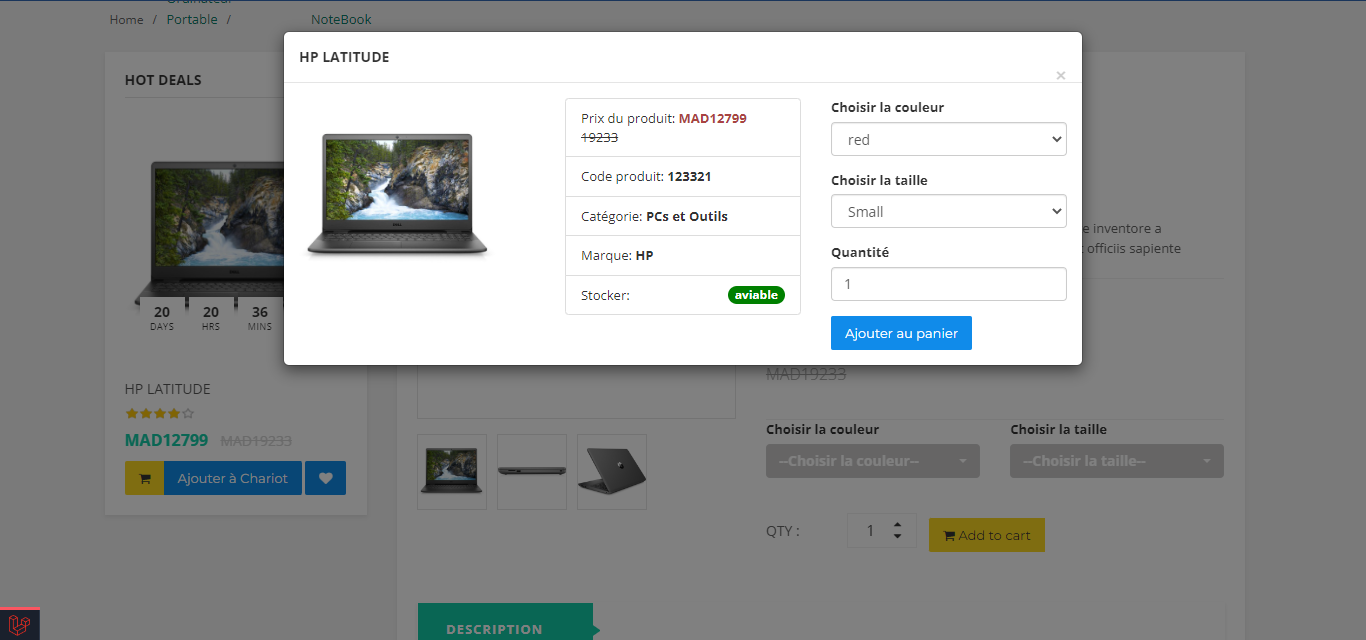 Ordinateur
Home / Portable / NoteBook
HP LATITUDE
×
Prix du produit: MAD12799
19233
Code produit: 123321
Catégorie: PCs et Outils
Marque: HP
Stocker: aviable
Choisir la couleur
red
Choisir la taille
Small
Quantité
1
Ajouter au panier
HOT DEALS
20 20 36
DAYS HRS MINS
HP LATITUDE
MAD12799 MAD19233
Ajouter à Chariot
e inventore a
officiis sapiente
MAD19233
Choisir la couleur Choisir la taille
--Choisir la couleur-- --Choisir la taille--
QTY : 1 Add to cart
DESCRIPTION